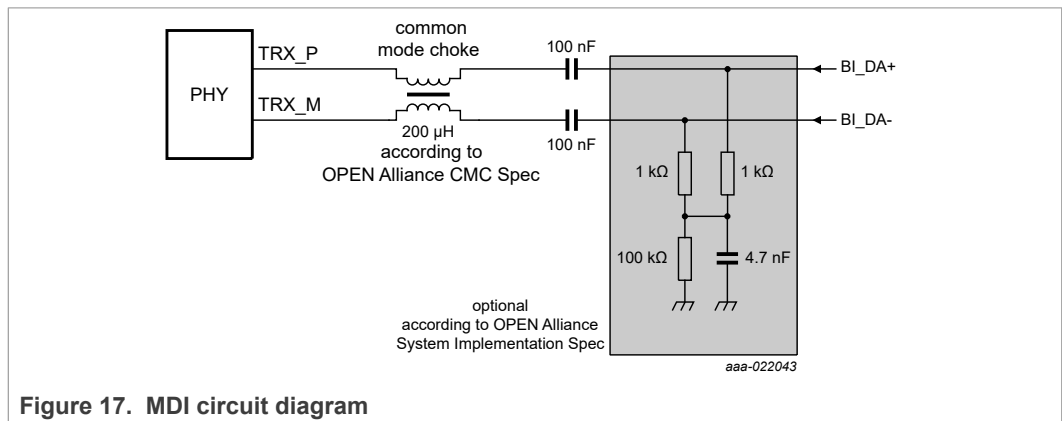 common
mode choke
100 nF
TRX_P
BI_DA+
PHY
TRX_M
BI_DA-
200 µH
100 nF
according to
OPEN Alliance CMC Spec
1 kΩ
1 kΩ
100 kΩ
4.7 nF
optional
according to OPEN Alliance
System Implementation Spec
aaa-022043
Figure 17. MDI circuit diagram